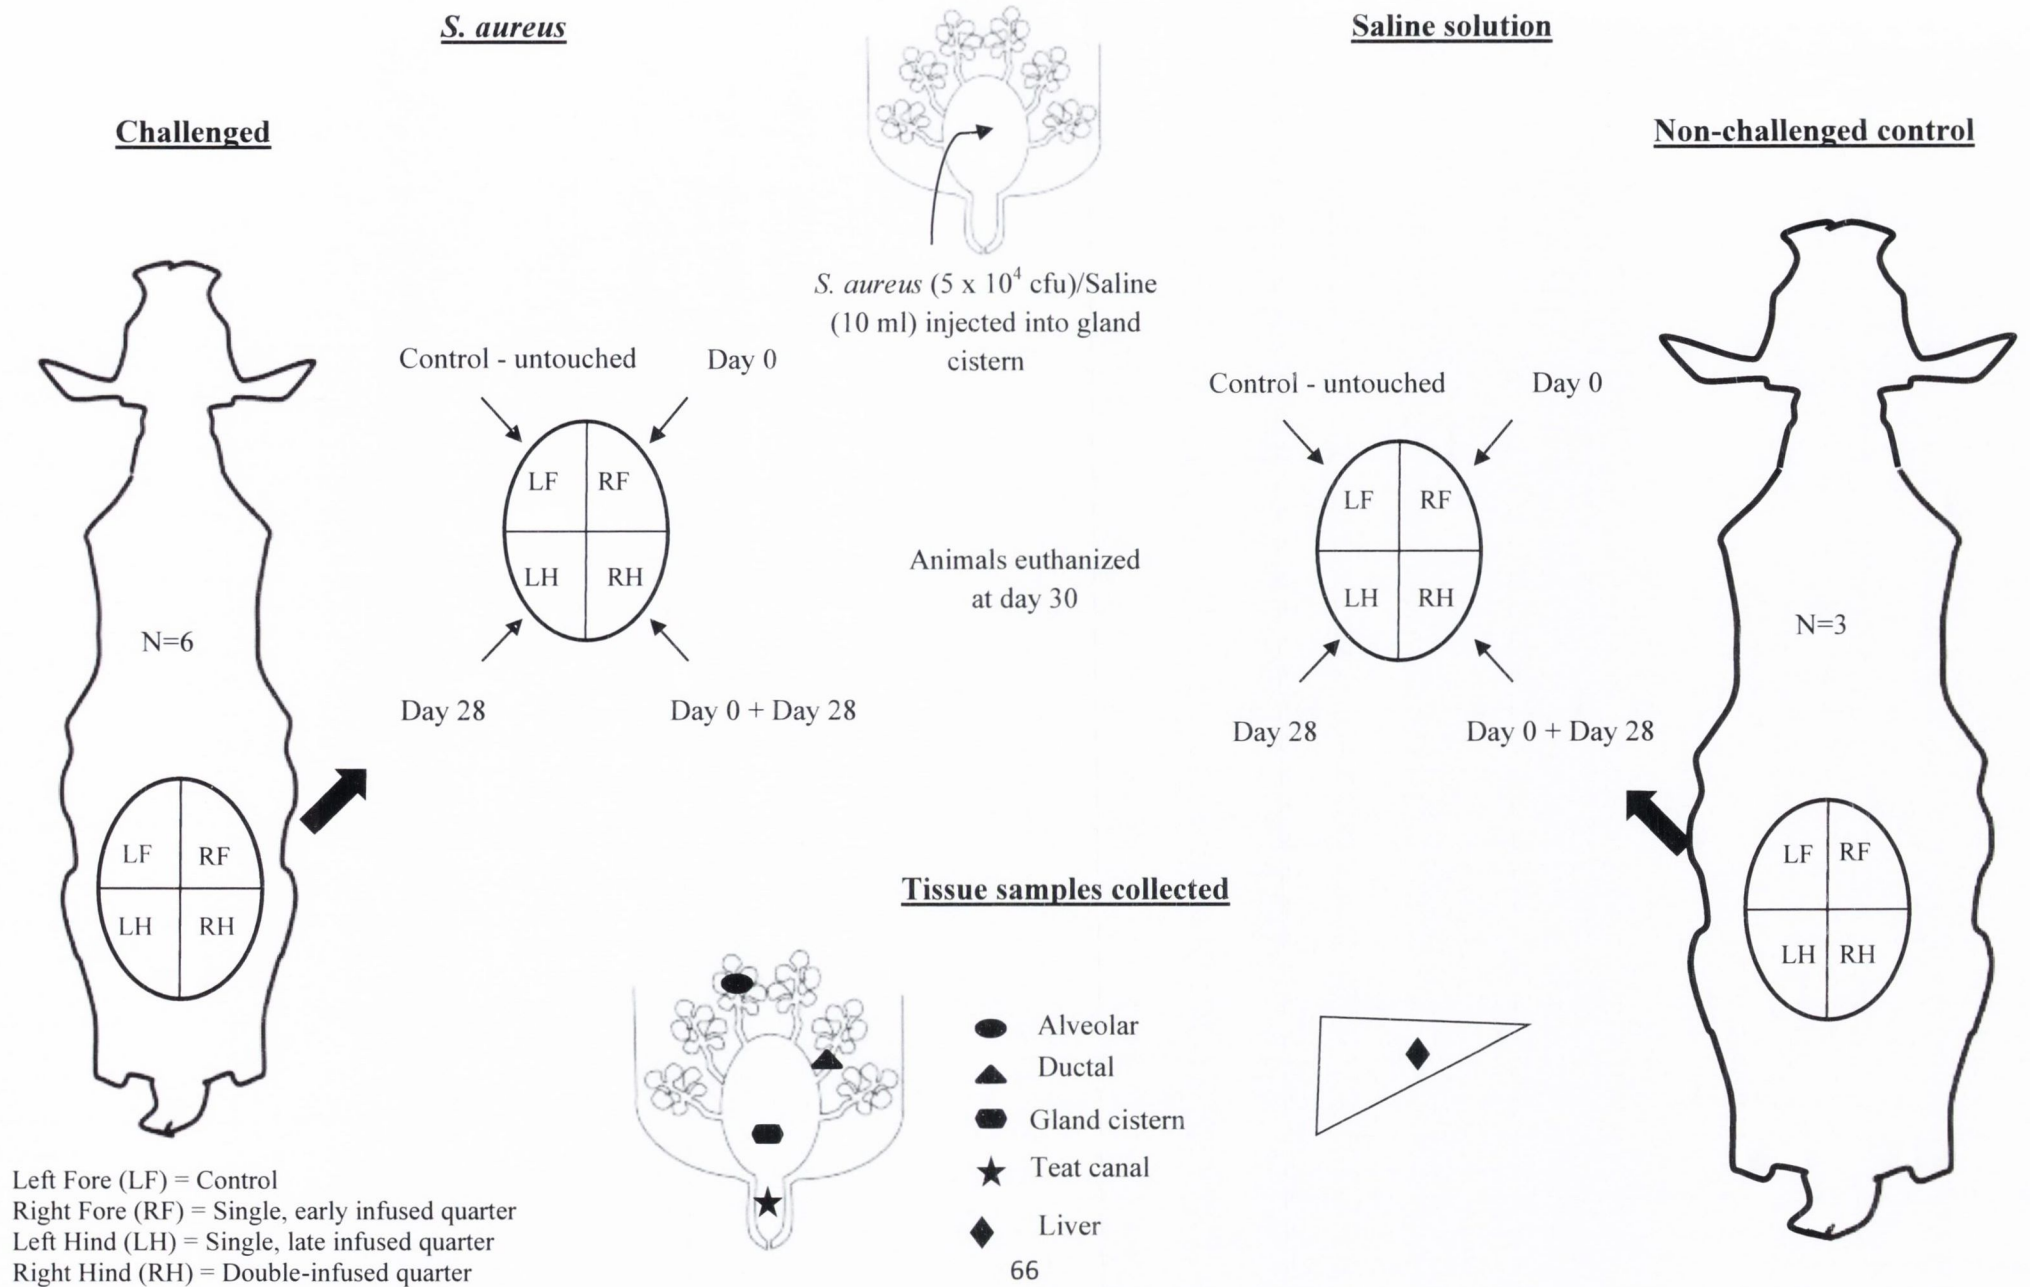 S. aureus
Saline solution
Challenged
Non-challenged control
S. aureus (5 x 10⁴ cfu)/Saline
(10 ml) injected into gland
cistern
Control - untouched
Day 0
LF
RF
LH
RH
Day 28
Day 0 + Day 28
Animals euthanized
at day 30
Control - untouched
Day 0
LF
RF
LH
RH
Day 28
Day 0 + Day 28
N=6
LF
RF
LH
RH
N=3
LF
RF
LH
RH
Tissue samples collected
Alveolar
Ductal
Gland cistern
Teat canal
Liver
Left Fore (LF) = Control
Right Fore (RF) = Single, early infused quarter
Left Hind (LH) = Single, late infused quarter
Right Hind (RH) = Double-infused quarter
66